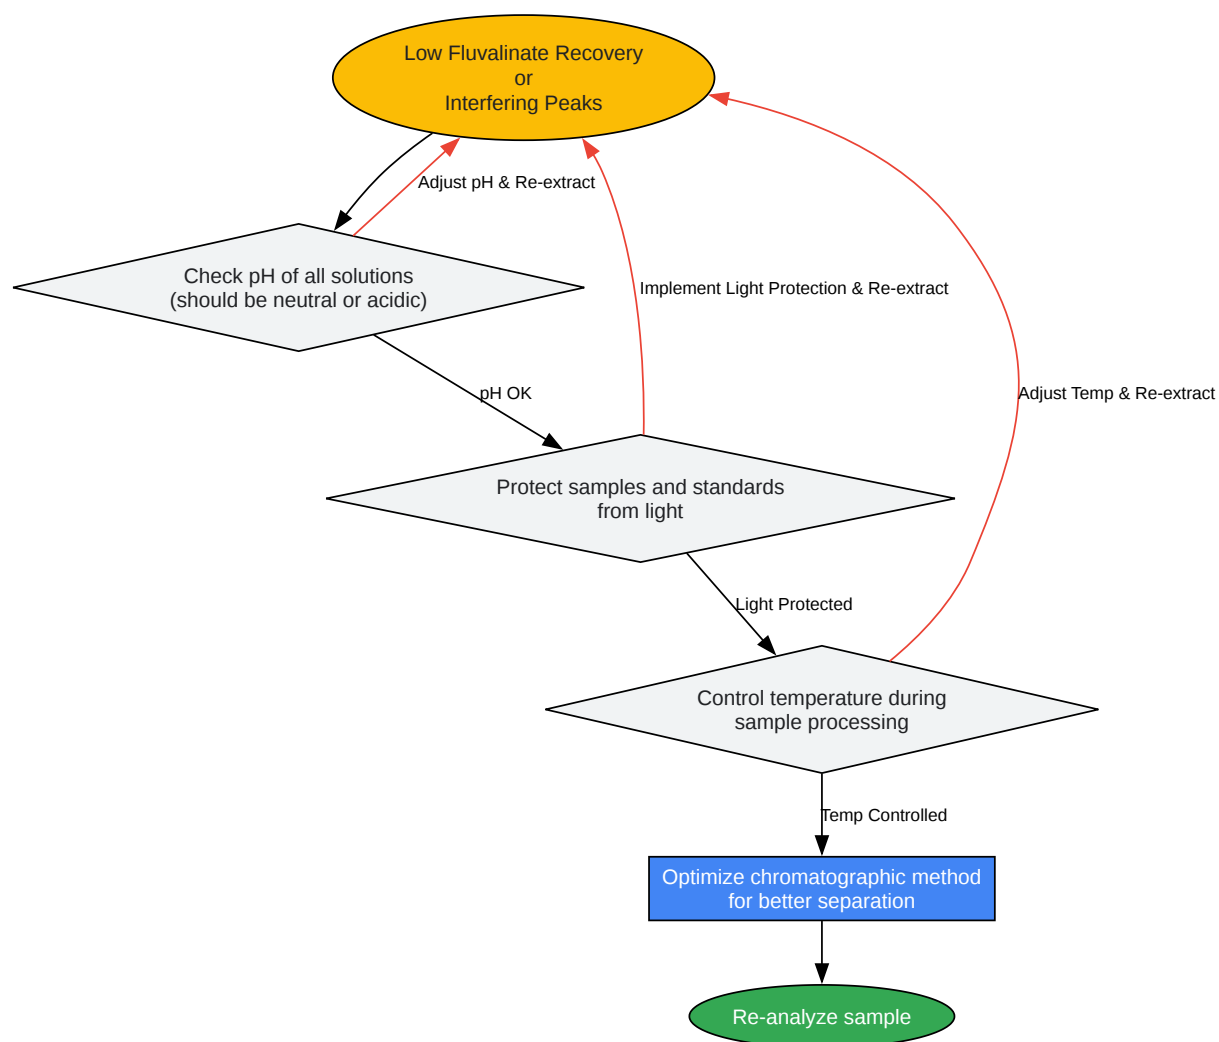 Low Fluvalinate Recovery
or
Interfering Peaks
Adjust pH & Re-extract
Check pH of all solutions
(should be neutral or acidic)
Implement Light Protection & Re-extract
pH OK
Adjust Temp & Re-extract
Protect samples and standards
from light
Light Protected
Control temperature during
sample processing
Temp Controlled
Optimize chromatographic method
for better separation
Re-analyze sample